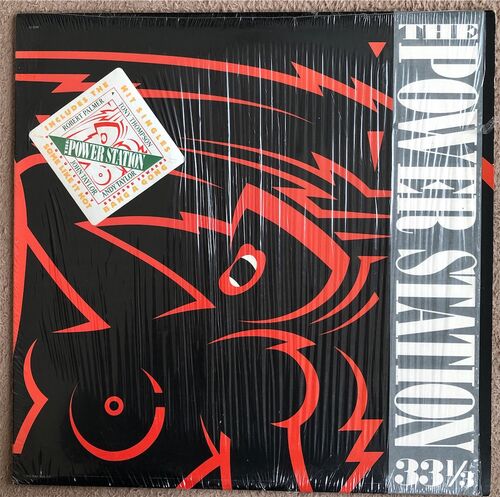 THE
POWER STATION
33⅓
INCLUDES THE HIT SINGLES
ROBERT PALMER
TONY THOMPSON
THE
POWER STATION
JOHN TAYLOR
ANDY TAYLOR
SOME LIKE IT HOT
BANG A GONG